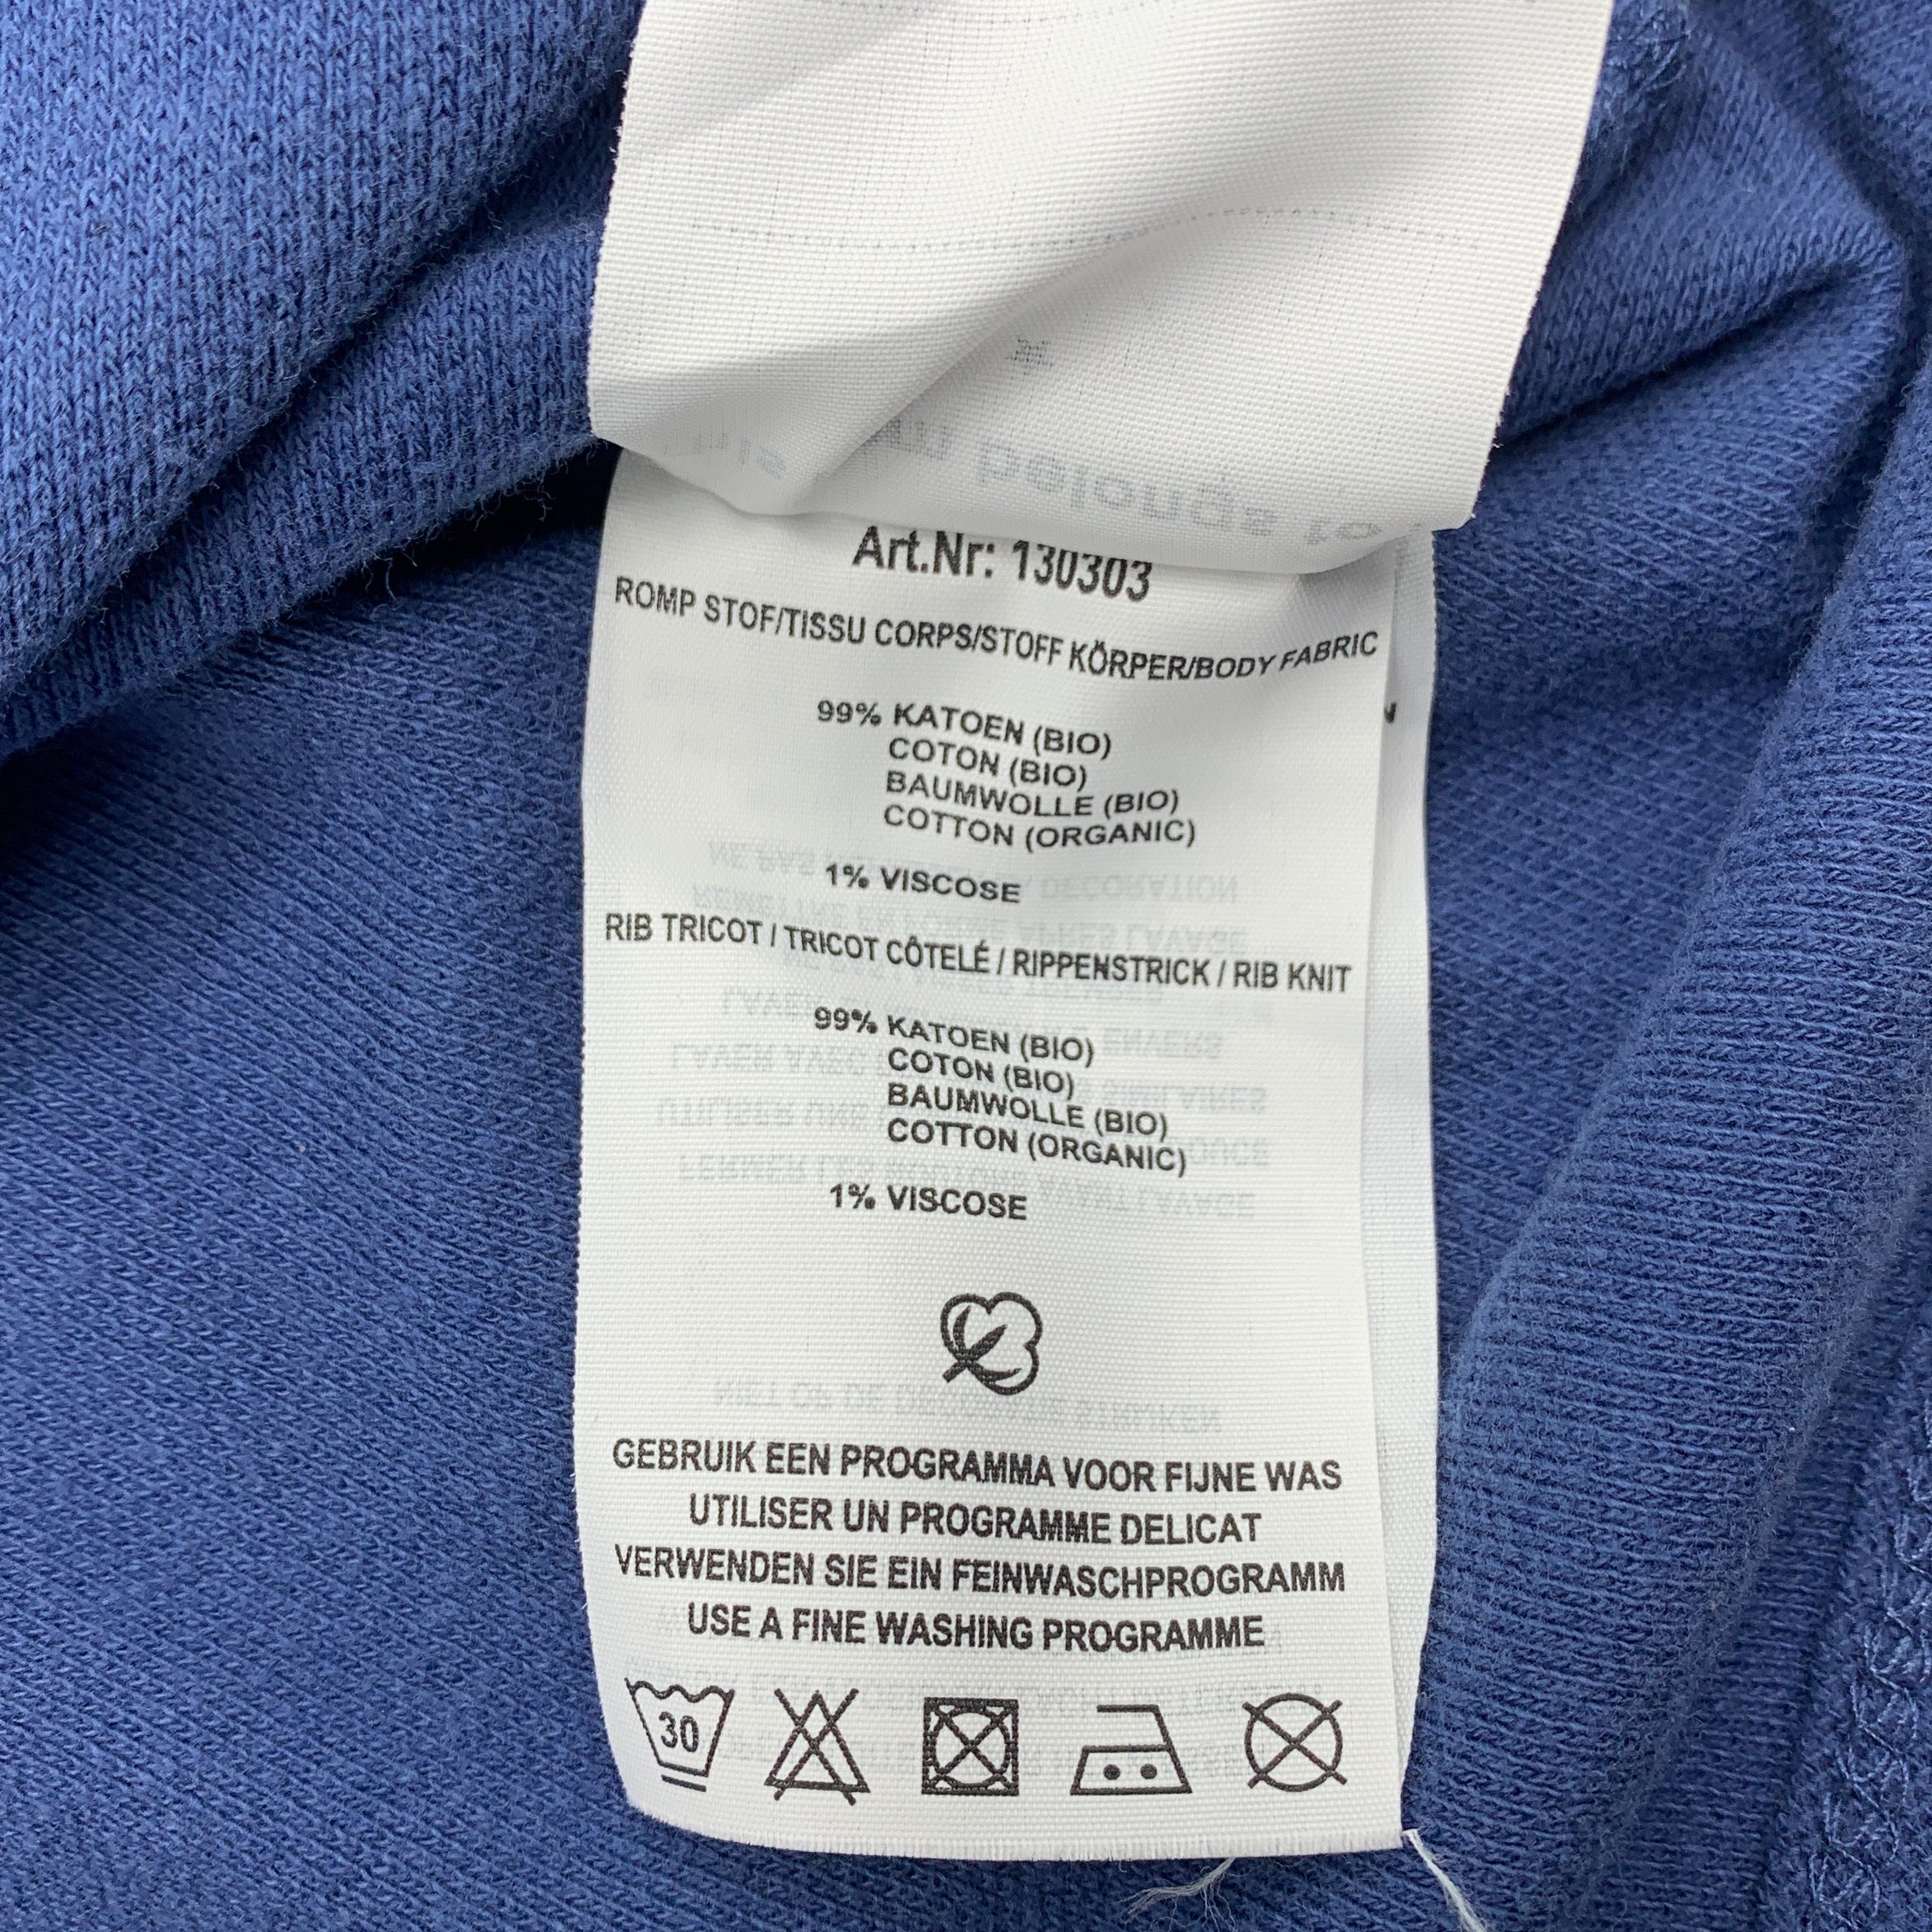 belongs to:
Art.Nr: 130303
ROMP STOF/TISSU CORPS/STOFF KÖRPER/BODY FABRIC
99% KATOEN (BIO)
COTON (BIO)
BAUMWOLLE (BIO)
COTTON (ORGANIC)
1% VISCOSE
RIB TRICOT / TRICOT CÔTELÉ / RIPPENSTRICK / RIB KNIT
99% KATOEN (BIO)
COTON (BIO)
BAUMWOLLE (BIO)
COTTON (ORGANIC)
1% VISCOSE
GEBRUIK EEN PROGRAMMA VOOR FIJNE WAS
UTILISER UN PROGRAMME DELICAT
VERWENDEN SIE EIN FEINWASCHPROGRAMM
USE A FINE WASHING PROGRAMME
30